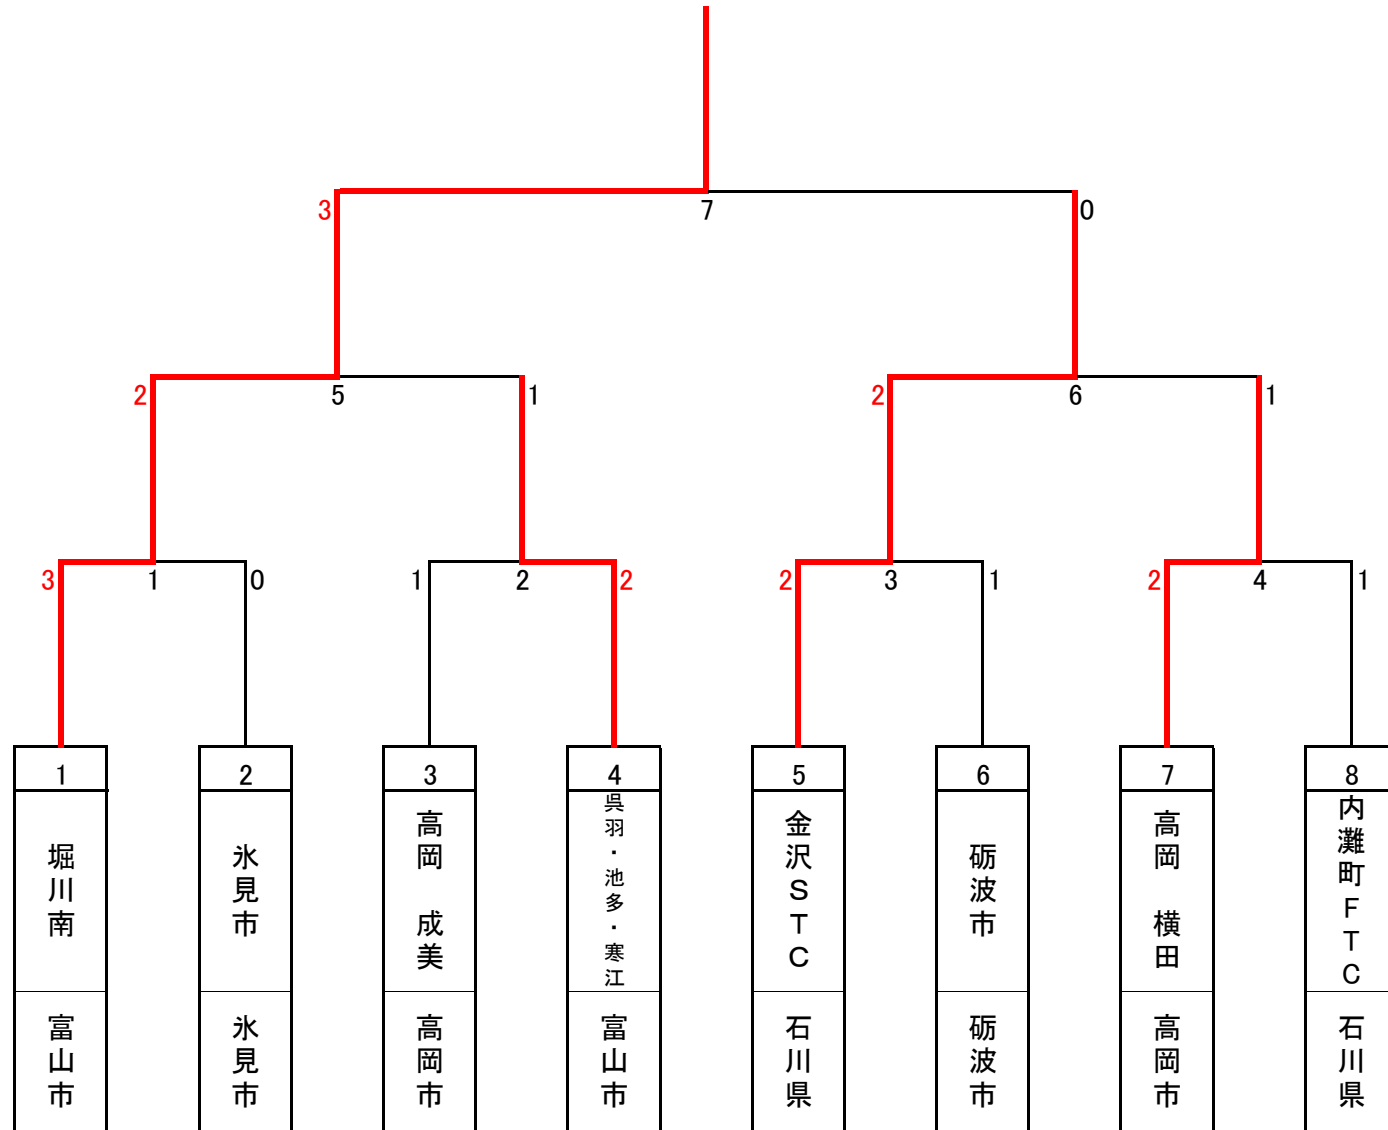 3 7 0
2 5 1 2 6 1
3 1 0 1 2 2 2 3 1 2 4 1
1 2 3 4 5 6 7 8
堀川南
氷見市
高岡 成美
呉羽・池多・寒江
金沢STC
砺波市
高岡 横田
内灘町FTC
富山市
氷見市
高岡市
富山市
石川県
砺波市
高岡市
石川県